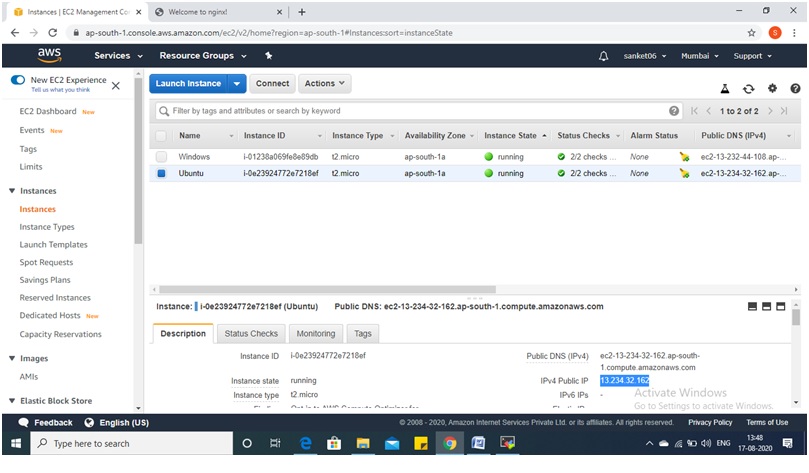 Instances | EC2 Management Con
Welcome to nginx!
ap-south-1.console.aws.amazon.com/ec2/v2/home?region=ap-south-1#Instances:sort=instanceState
S
aws
Services
Resource Groups
sanket06
Mumbai
Support
New EC2 Experience
Tell us what you think
EC2 Dashboard New
Events New
Tags
Limits
Instances
Instances
Instance Types
Launch Templates
Spot Requests
Savings Plans
Reserved Instances
Dedicated Hosts New
Capacity Reservations
Images
AMIs
Elastic Block Store
Launch Instance
Connect
Actions
Filter by tags and attributes or search by keyword
1 to 2 of 2
Name Instance ID Instance Type Availability Zone Instance State Status Checks Alarm Status Public DNS (IPv4)
Windows i-01238a069fe8e89db t2.micro ap-south-1a running 2/2 checks ... None ec2-13-232-44-108.ap-...
Ubuntu i-0e23924772e7218ef t2.micro ap-south-1a running 2/2 checks ... None ec2-13-234-32-162.ap-...
Instance: i-0e23924772e7218ef (Ubuntu) Public DNS: ec2-13-234-32-162.ap-south-1.compute.amazonaws.com
Description Status Checks Monitoring Tags
Instance ID i-0e23924772e7218ef Public DNS (IPv4) ec2-13-234-32-162.ap-south-
1.compute.amazonaws.com
Instance state running IPv4 Public IP 13.234.32.162
Instance type t2.micro IPv6 IPs -
Activate Windows
Go to Settings to activate Windows.
Feedback English (US) © 2008 - 2020, Amazon Internet Services Private Ltd. or its affiliates. All rights reserved. Privacy Policy Terms of Use
Type here to search
ENG
13:48
17-08-2020